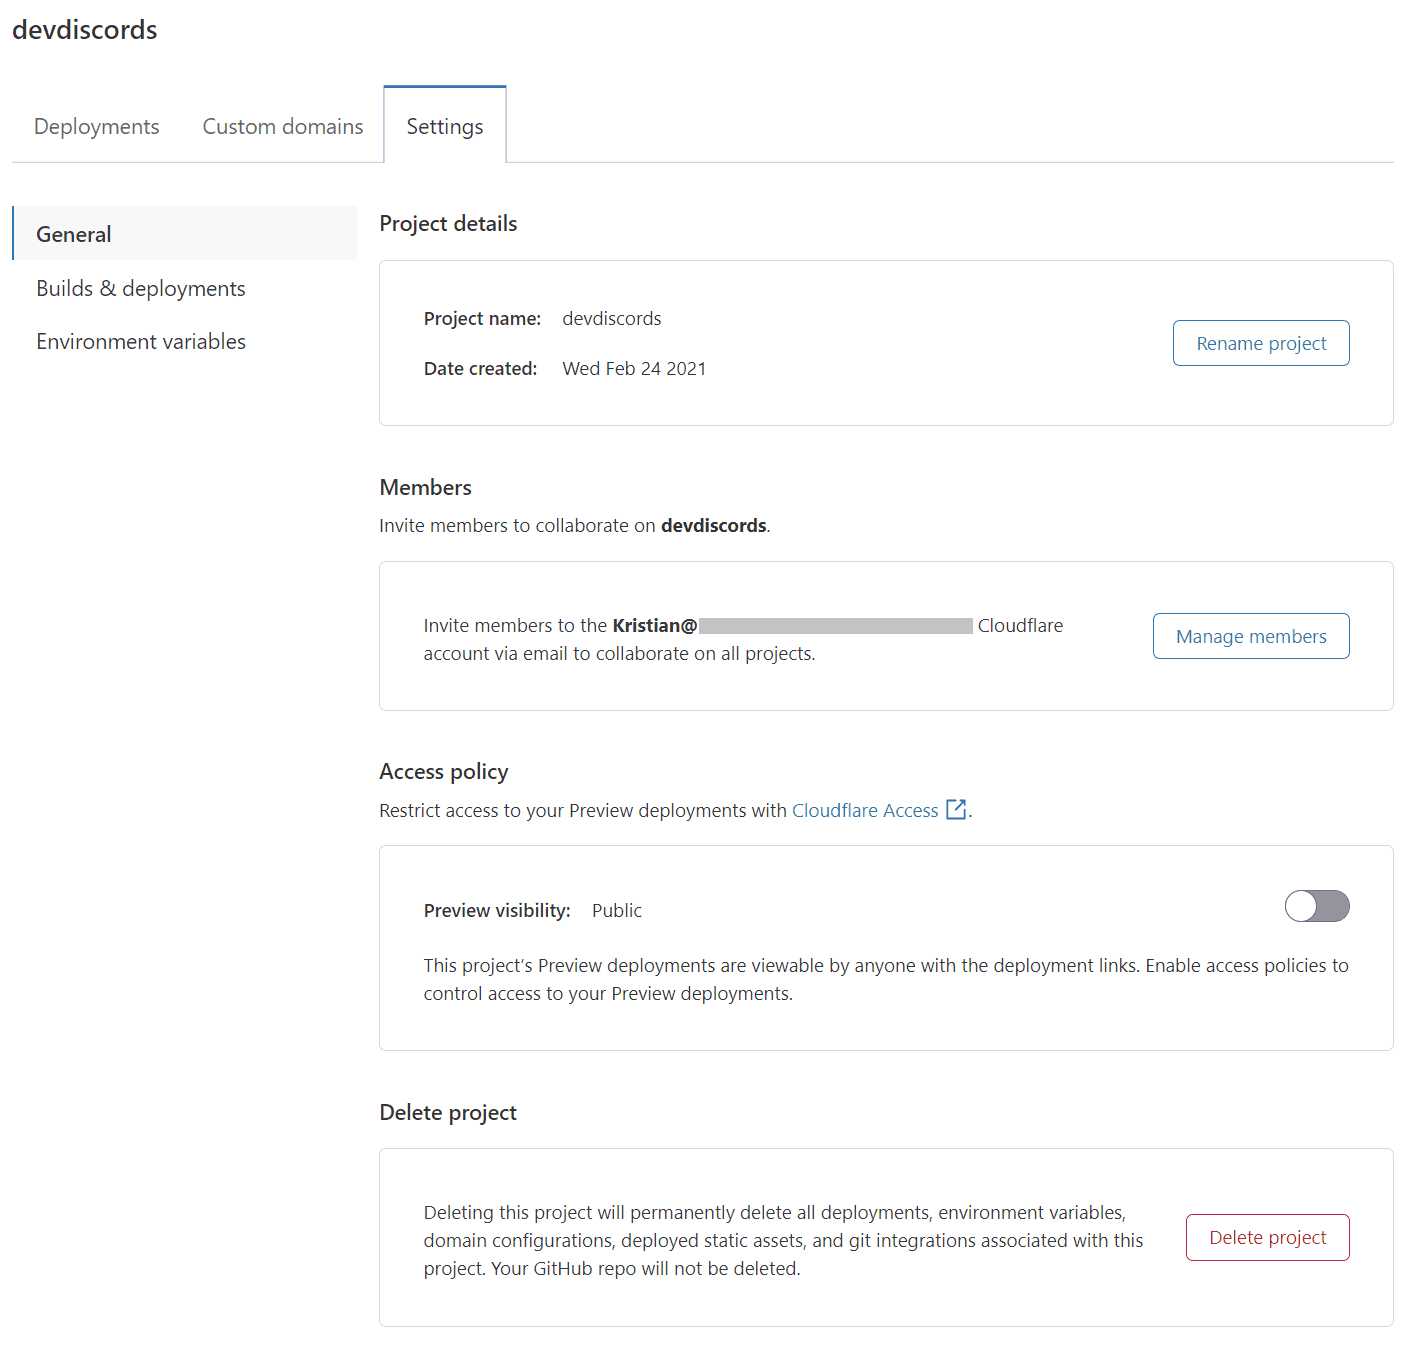 devdiscords
Deployments
Custom domains
Settings
General
Builds & deployments
Environment variables
Project details
Project name: devdiscords
Date created: Wed Feb 24 2021
Rename project
Members
Invite members to collaborate on devdiscords.
Invite members to the Kristian@ Cloudflare
account via email to collaborate on all projects.
Manage members
Access policy
Restrict access to your Preview deployments with Cloudflare Access .
Preview visibility: Public
This project's Preview deployments are viewable by anyone with the deployment links. Enable access policies to
control access to your Preview deployments.
Delete project
Deleting this project will permanently delete all deployments, environment variables,
domain configurations, deployed static assets, and git integrations associated with this
project. Your GitHub repo will not be deleted.
Delete project